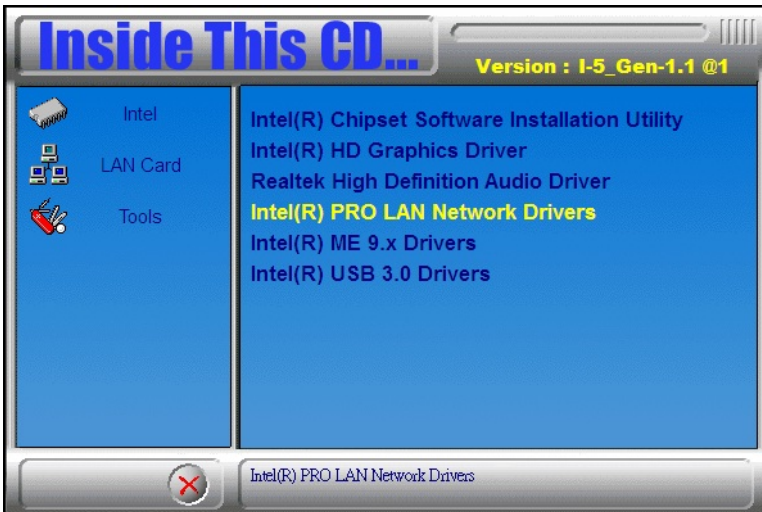 Inside This CD...
Version : I-5_Gen-1.1 @1
Intel
LAN Card
Tools
Intel(R) Chipset Software Installation Utility
Intel(R) HD Graphics Driver
Realtek High Definition Audio Driver
Intel(R) PRO LAN Network Drivers
Intel(R) ME 9.x Drivers
Intel(R) USB 3.0 Drivers
Intel(R) PRO LAN Network Drivers